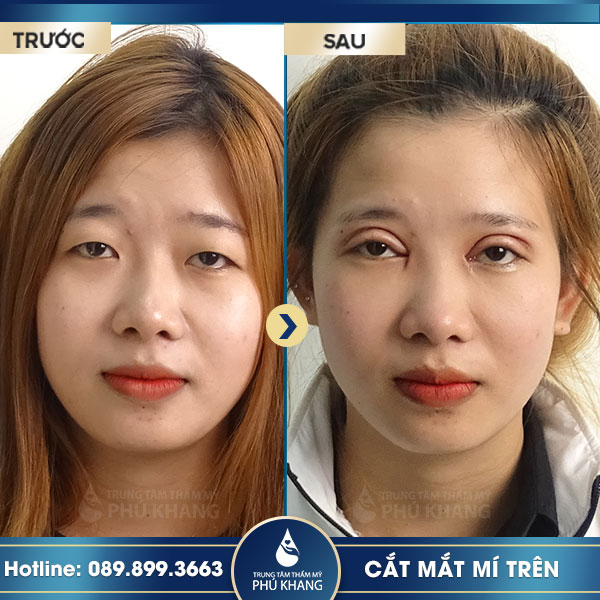 TRƯỚC
SAU
TRUNG TÂM THẨM MỸ
PHÚ KHANG
TRUNG TÂM THẨM MỸ
PHÚ KHANG
Hotline: 089.899.3663
TRUNG TÂM THẨM MỸ
PHÚ KHANG
CẮT MẮT MÍ TRÊN